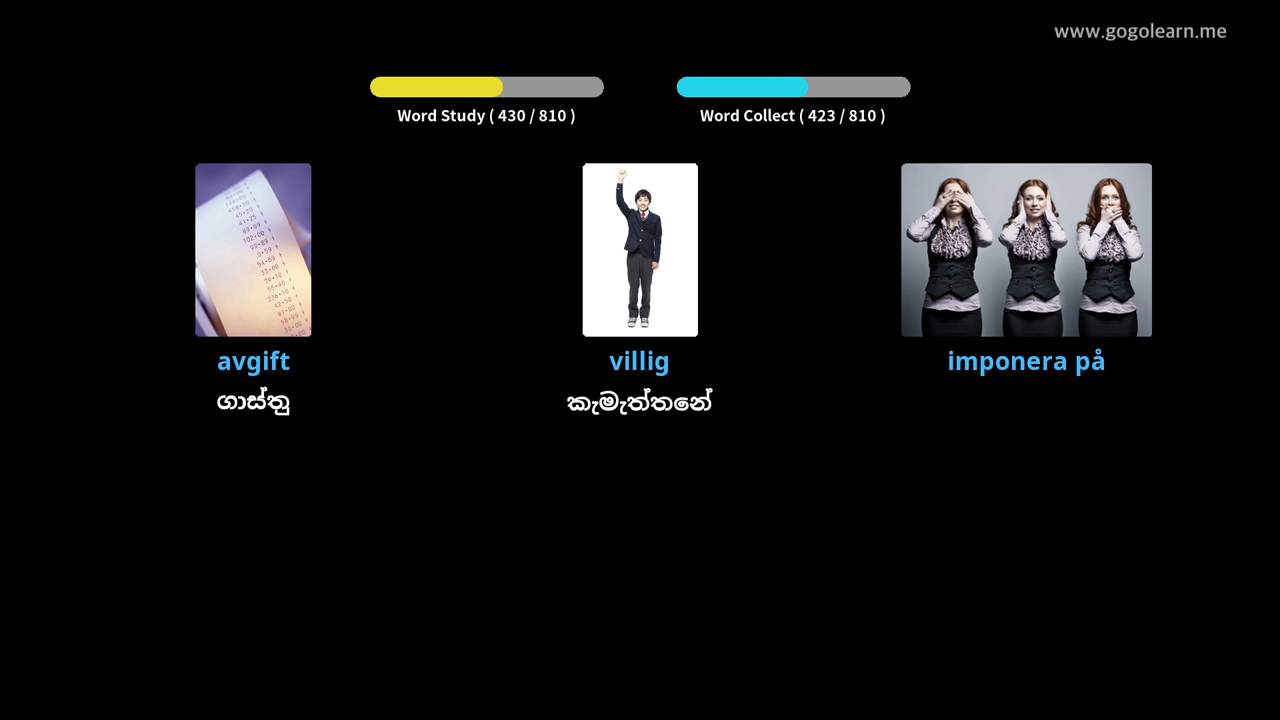 www.gogolearn.me
Word Study ( 430 / 810 )
Word Collect ( 423 / 810 )
avgift
villig
imponera på
ගාස්තු
කැමැත්තනේ